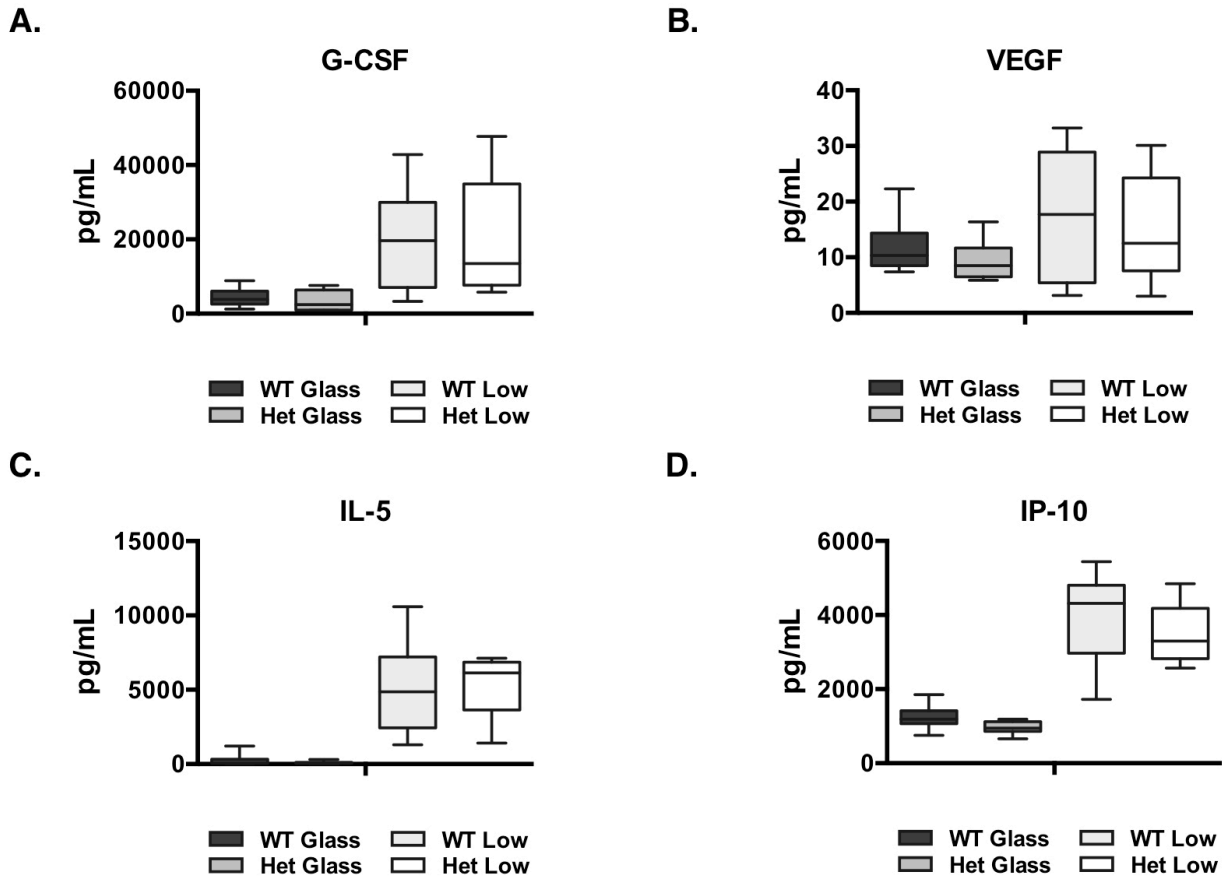 A.
G-CSF
pg/mL
60000
40000
20000
0
WT Glass WT Low
Het Glass Het Low
B.
VEGF
pg/mL
40
30
20
10
0
WT Glass WT Low
Het Glass Het Low
C.
IL-5
pg/mL
15000
10000
5000
0
WT Glass WT Low
Het Glass Het Low
D.
IP-10
pg/mL
6000
4000
2000
0
WT Glass WT Low
Het Glass Het Low